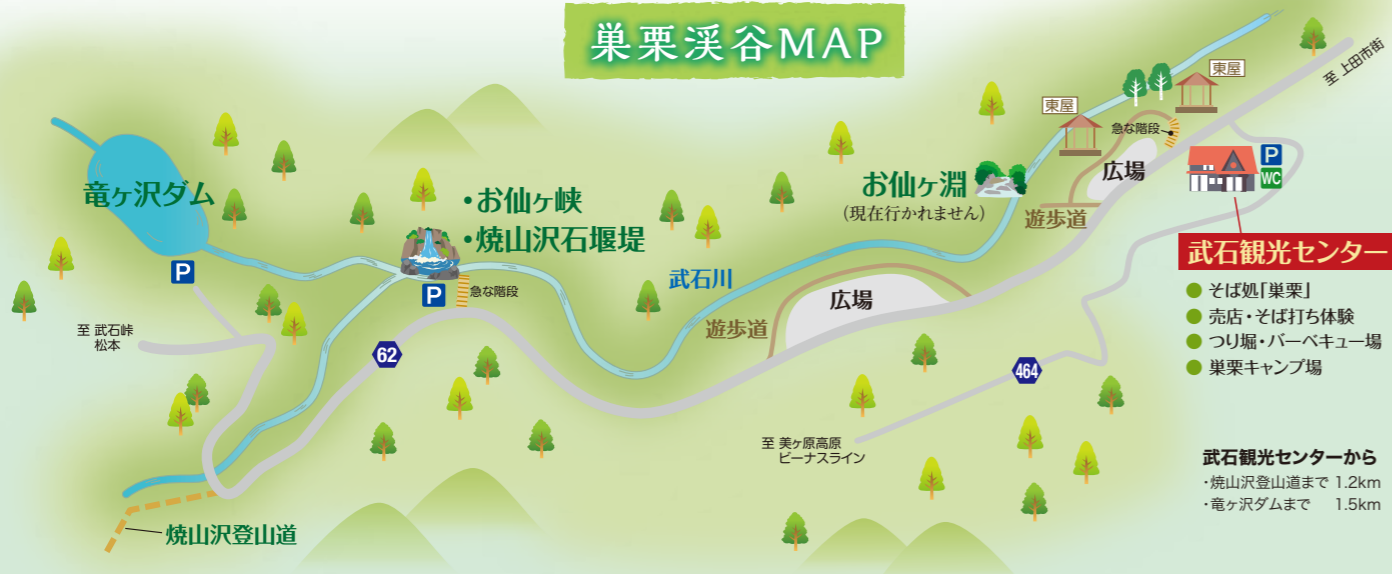 巣栗渓谷MAP
至 上田市街
東屋
東屋
急な階段
広場
P
WC
お仙ヶ淵
(現在行かれません)
遊歩道
竜ヶ沢ダム
・お仙ヶ峡
・焼山沢石堰堤
P
P
急な階段
武石川
広場
遊歩道
至 武石峠
松本
62
464
至 美ヶ原高原
ビーナスライン
焼山沢登山道
武石観光センター
● そば処「巣栗」
● 売店・そば打ち体験
● つり堀・バーベキュー場
● 巣栗キャンプ場
武石観光センターから
・焼山沢登山道まで 1.2km
・竜ヶ沢ダムまで 1.5km